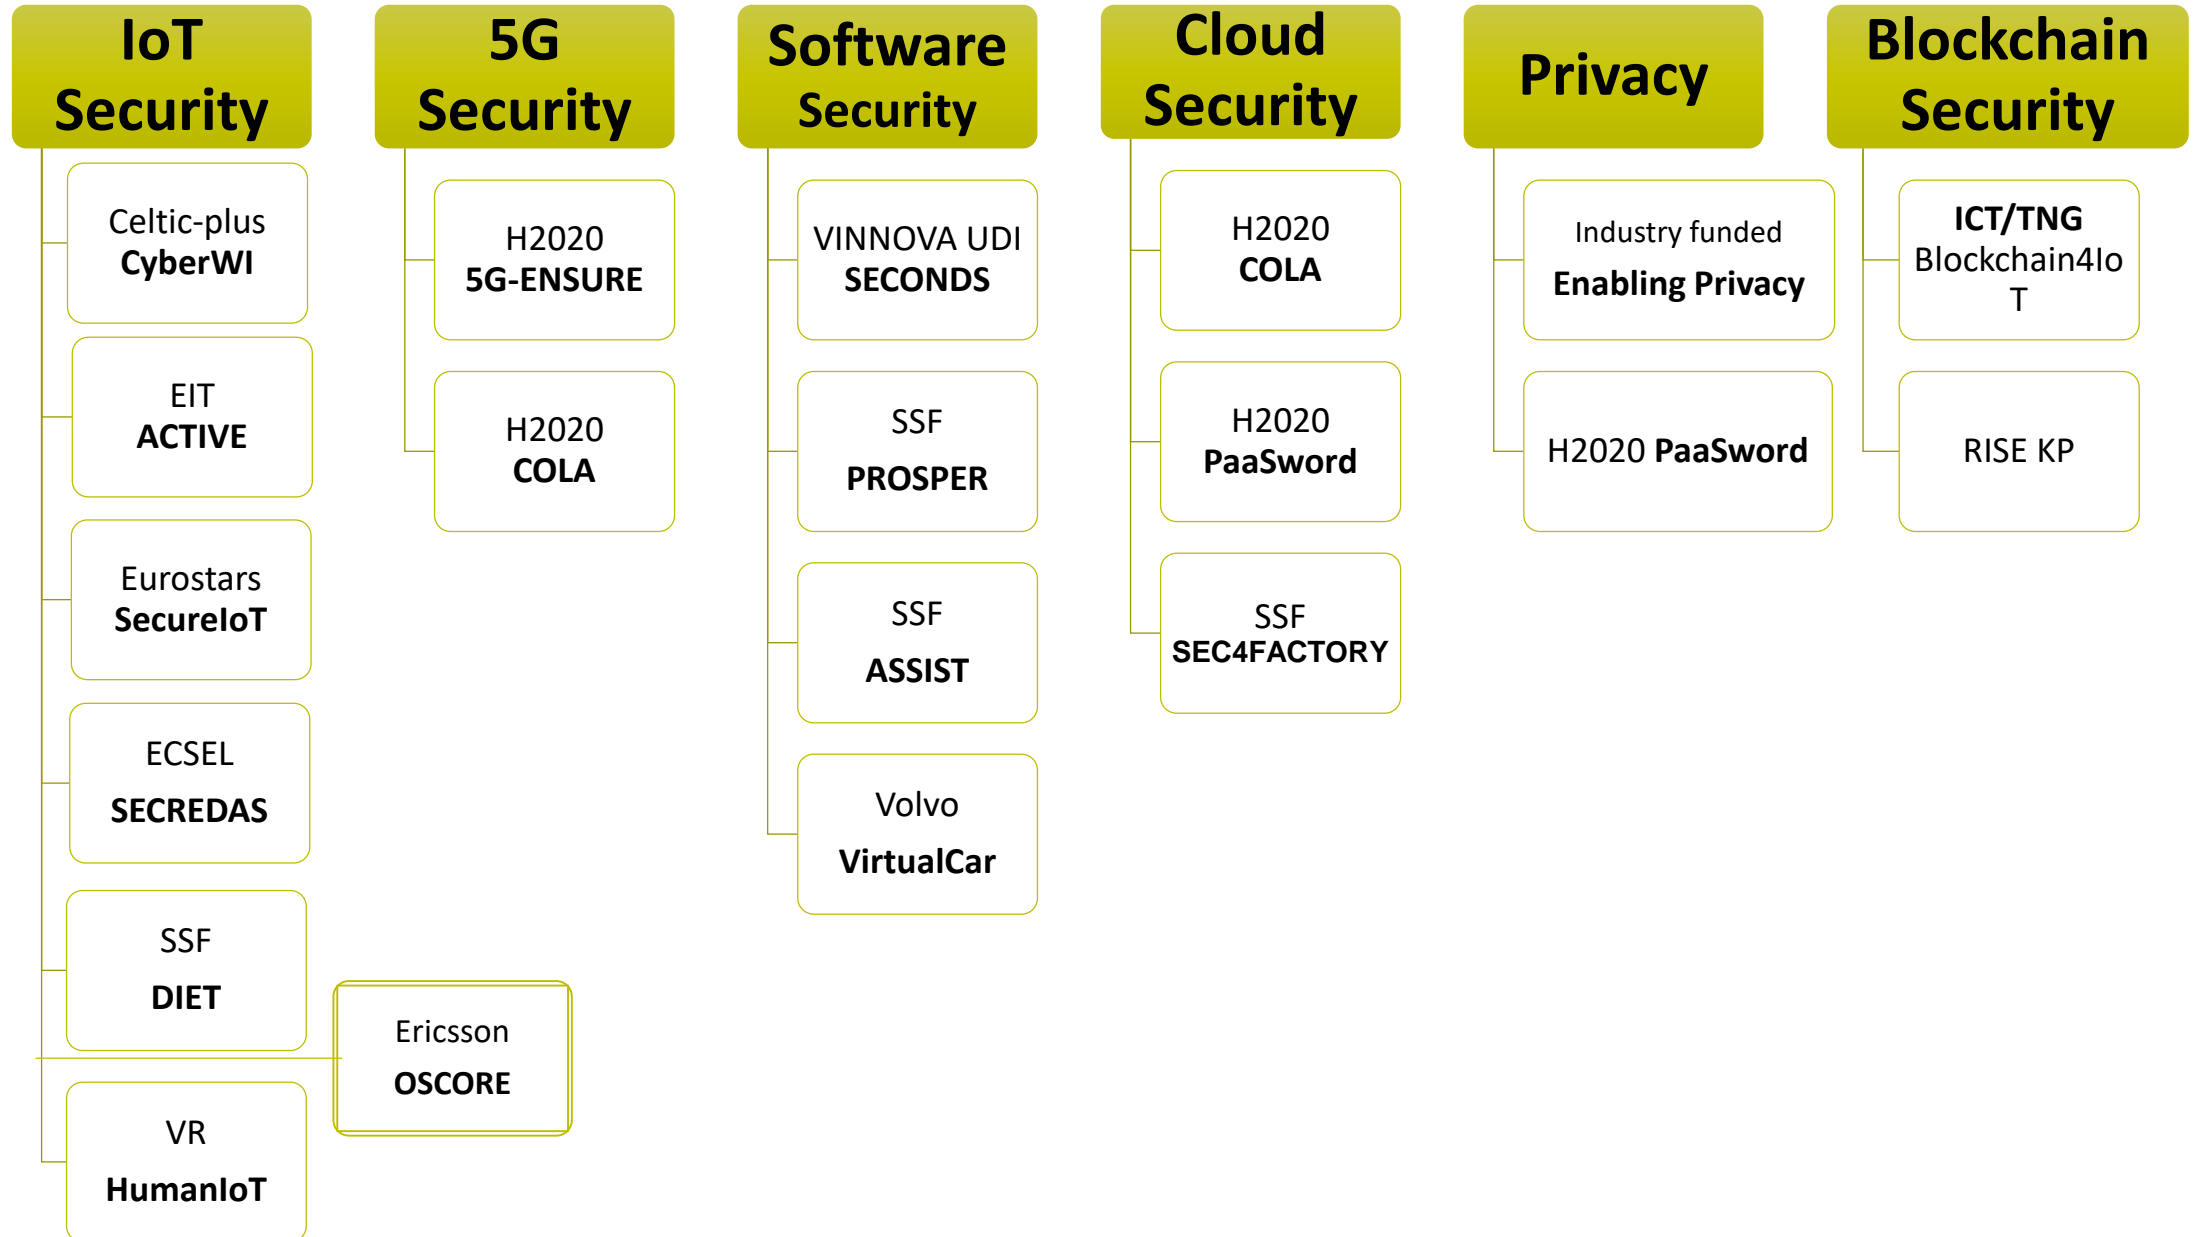 IoT
Security
Celtic-plus
CyberWI
EIT
ACTIVE
Eurostars
SecureIoT
ECSEL
SECREDAS
SSF
DIET
Ericsson
OSCORE
VR
HumanIoT
5G
Security
H2020
5G-ENSURE
H2020
COLA
Software
Security
VINNOVA UDI
SECONDS
SSF
PROSPER
SSF
ASSIST
Volvo
VirtualCar
Cloud
Security
H2020
COLA
H2020
PaaSword
SSF
SEC4FACTORY
Privacy
Industry funded
Enabling Privacy
H2020 PaaSword
Blockchain
Security
ICT/TNG
Blockchain4Io
T
RISE KP